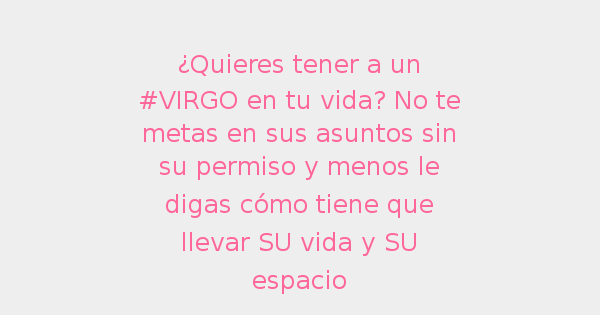 ¿Quieres tener a un
#VIRGO en tu vida? No te
metas en sus asuntos sin
su permiso y menos le
digas cómo tiene que
llevar SU vida y SU
espacio